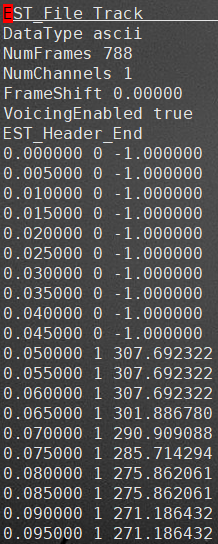 EST_File Track
DataType ascii
NumFrames 788
NumChannels 1
FrameShift 0.00000
VoicingEnabled true
EST_Header_End
0.000000 0 -1.000000
0.005000 0 -1.000000
0.010000 0 -1.000000
0.015000 0 -1.000000
0.020000 0 -1.000000
0.025000 0 -1.000000
0.030000 0 -1.000000
0.035000 0 -1.000000
0.040000 0 -1.000000
0.045000 0 -1.000000
0.050000 1 307.692322
0.055000 1 307.692322
0.060000 1 307.692322
0.065000 1 301.886780
0.070000 1 290.909088
0.075000 1 285.714294
0.080000 1 275.862061
0.085000 1 275.862061
0.090000 1 271.186432
0.095000 1 271.186432